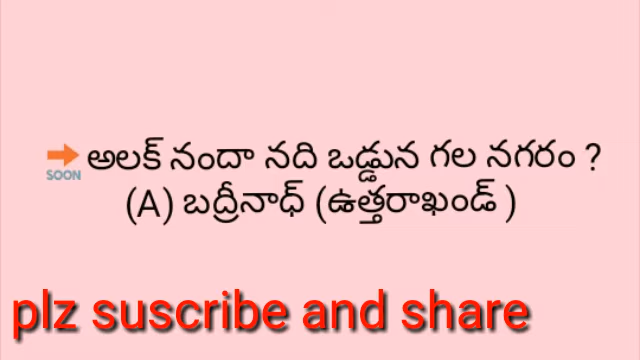 SOON అలక్ నందా నది ఒడ్డున గల నగరం ?
(A) బద్రీనాధ్ (ఉత్తరాఖండ్ )
plz suscribe and share